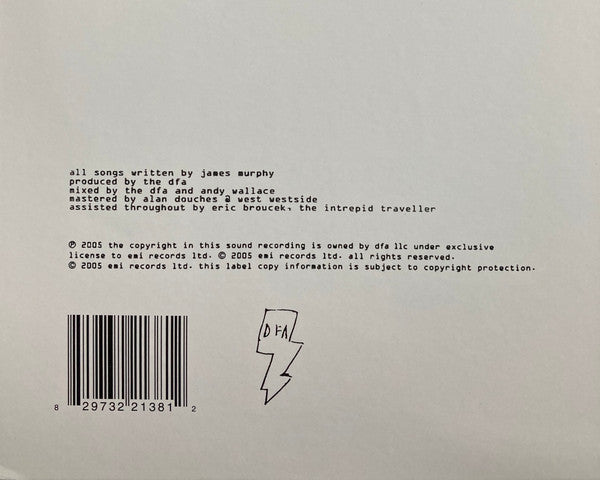 all songs written by james murphy
produced by the dfa
mixed by the dfa and andy wallace
mastered by alan douches @ west westside
assisted throughout by eric broucek, the intrepid traveller
℗ 2005 the copyright in this sound recording is owned by dfa llc under exclusive
license to emi records ltd. © 2005 emi records ltd. all rights reserved.
© 2005 emi records ltd. this label copy information is subject to copyright protection.
DFA
8 29732 21381 2